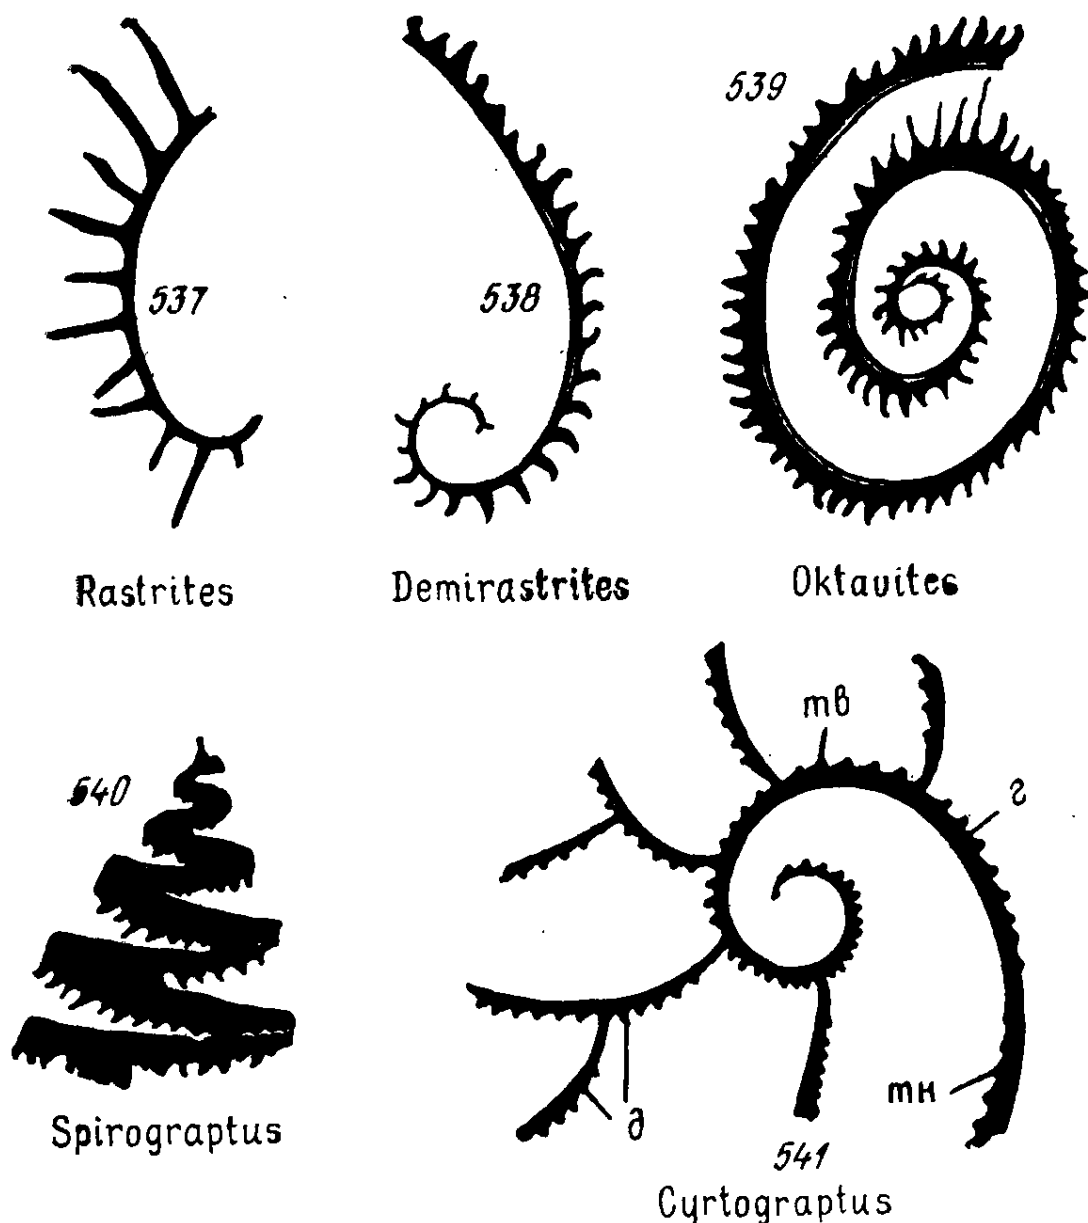 539
537
538
Rastrites
Demirastrites
Oktavites
тв
540
г
тн
Spirograptus
д
541
Cyrtograptus